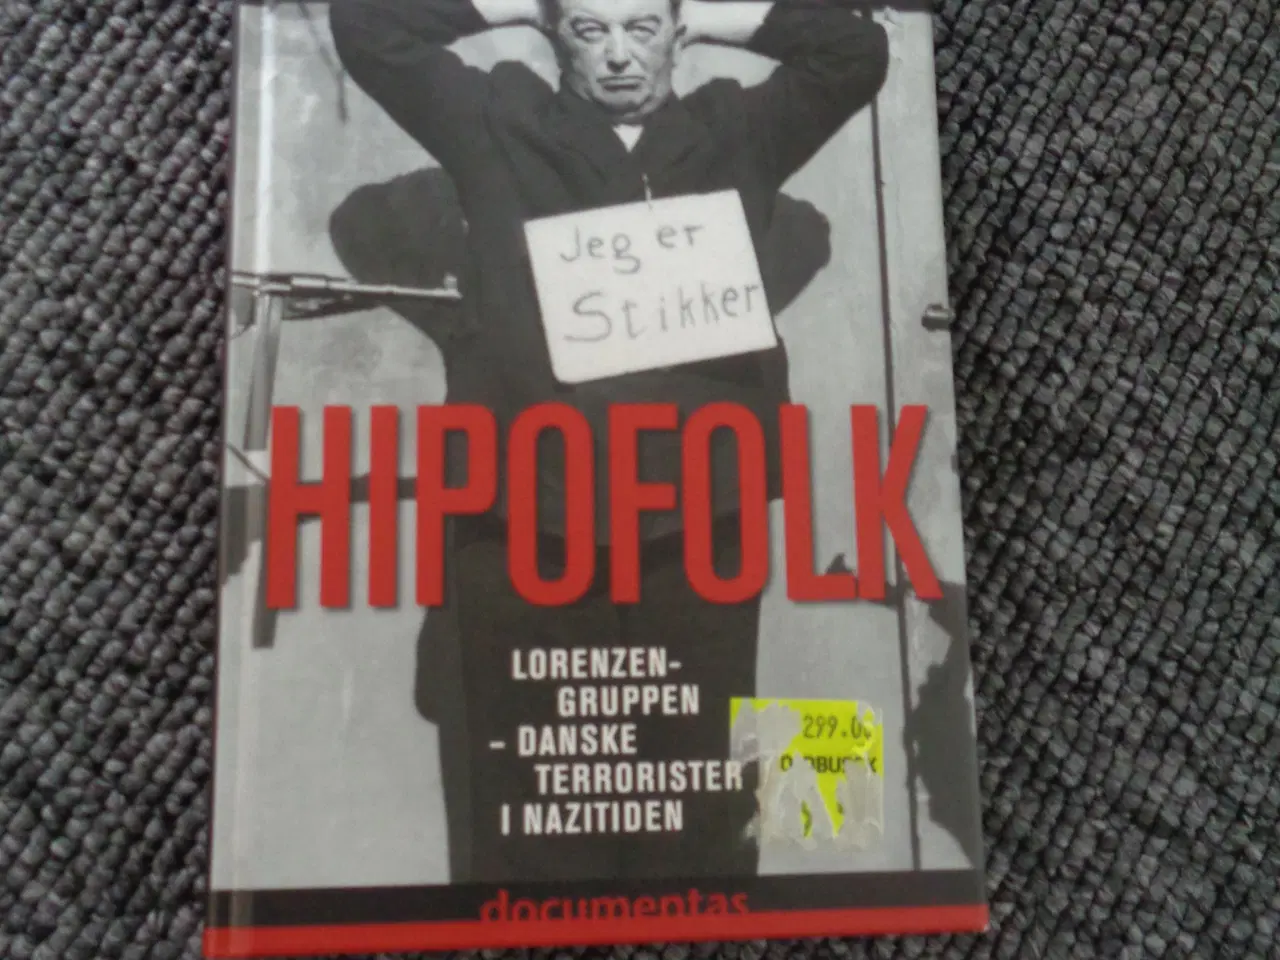 Jeg er
Stikker
HIPOFOLK
LORENZEN-
GRUPPEN
- DANSKE
TERRORISTER
I NAZITIDEN
299.00
documentas